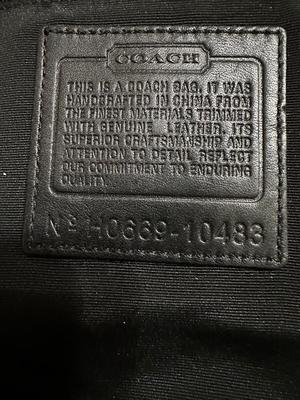 COACH
THIS IS A COACH BAG. IT WAS
HANDCRAFTED IN CHINA FROM
THE FINEST MATERIALS TRIMMED
WITH GENUINE LEATHER. ITS
SUPERIOR CRAFTSMANSHIP AND
ATTENTION TO DETAIL REFLECT
OUR COMMITMENT TO ENDURING
QUALITY.
Nº H0669-10483